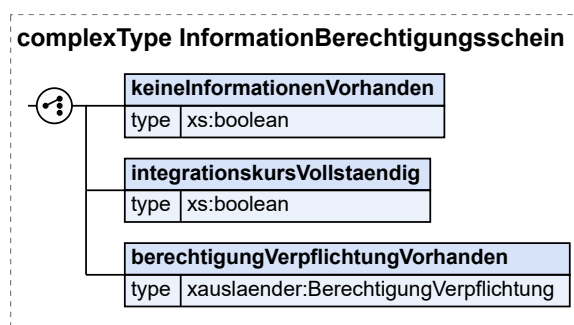 complexType InformationBerechtigungsschein
keineInformationenVorhanden
type xs:boolean
integrationskursVollstaendig
type xs:boolean
berechtigungVerpflichtungVorhanden
type xauslaender:BerechtigungVerpflichtung